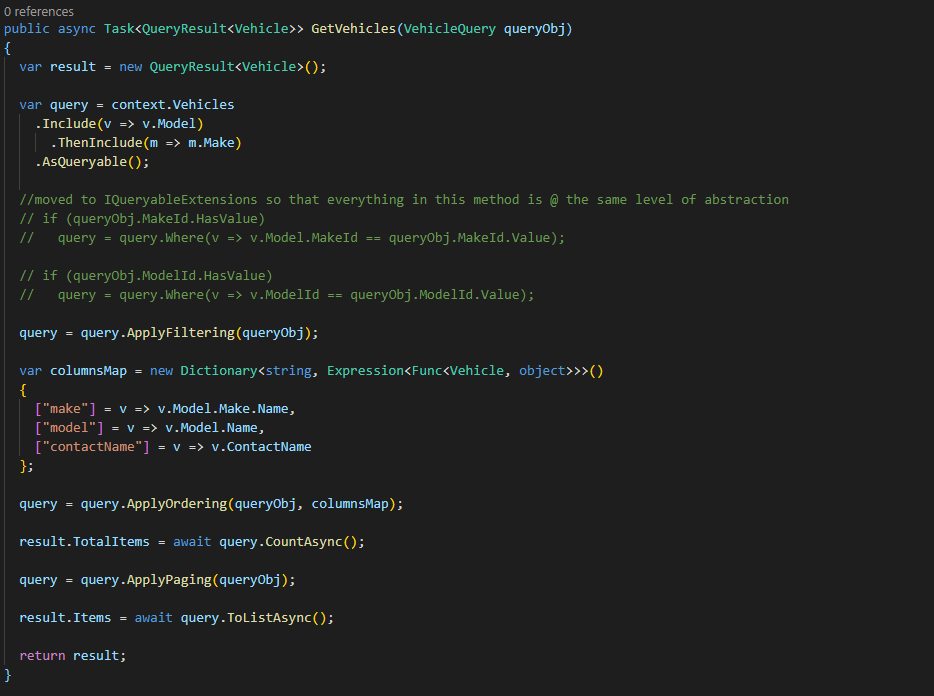 0 references
public async Task<QueryResult<Vehicle>> GetVehicles(VehicleQuery queryObj)
{
var result = new QueryResult<Vehicle>();
var query = context.Vehicles
.Include(v => v.Model)
.ThenInclude(m => m.Make)
.AsQueryable();
//moved to IQueryableExtensions so that everything in this method is @ the same level of abstraction
// if (queryObj.MakeId.HasValue)
//   query = query.Where(v => v.Model.MakeId == queryObj.MakeId.Value);
// if (queryObj.ModelId.HasValue)
//   query = query.Where(v => v.ModelId == queryObj.ModelId.Value);
query = query.ApplyFiltering(queryObj);
var columnsMap = new Dictionary<string, Expression<Func<Vehicle, object>>>()
{
["make"] = v => v.Model.Make.Name,
["model"] = v => v.Model.Name,
["contactName"] = v => v.ContactName
};
query = query.ApplyOrdering(queryObj, columnsMap);
result.TotalItems = await query.CountAsync();
query = query.ApplyPaging(queryObj);
result.Items = await query.ToListAsync();
return result;
}